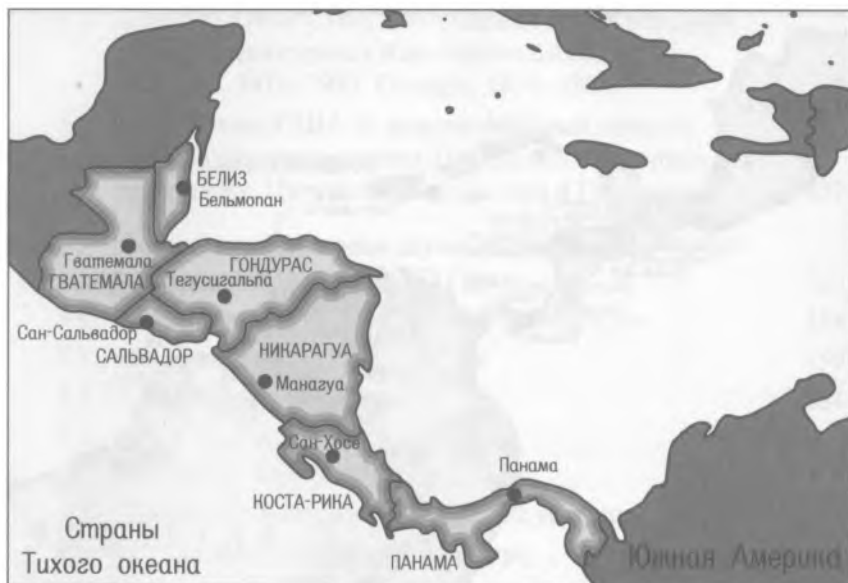 БЕЛИЗ
Бельмопан
Гватемала
ГВАТЕМАЛА
ГОНДУРАС
Тегусигальпа
Сан-Сальвадор
САЛЬВАДОР
НИКАРАГУА
Манагуа
Сан-Хосе
КОСТА-РИКА
Панама
ПАНАМА
Страны
Тихого океана
Южная Америка